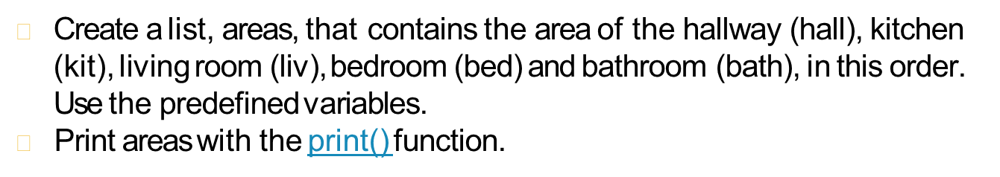 Create a list, areas, that contains the area of the hallway (hall), kitchen
(kit), living room (liv), bedroom (bed) and bathroom (bath), in this order.
Use the predefined variables.
Print areas with the print() function.